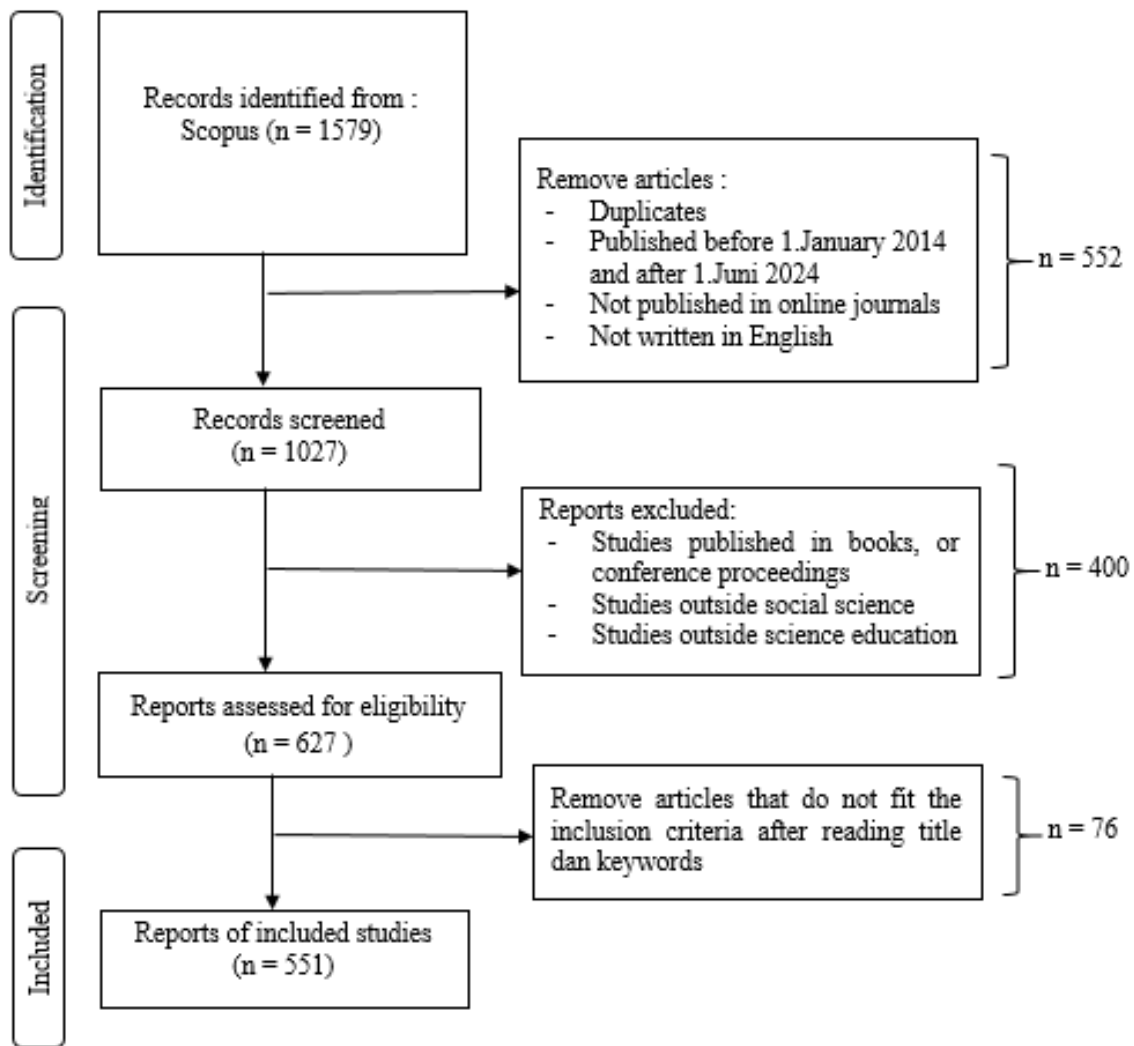 Identification
Records identified from :
Scopus (n = 1579)
Remove articles :
- Duplicates
- Published before 1.January 2014
and after 1.Juni 2024
- Not published in online journals
- Not written in English
n = 552
Screening
Records screened
(n = 1027)
Reports excluded:
- Studies published in books, or
conference proceedings
- Studies outside social science
- Studies outside science education
n = 400
Reports assessed for eligibility
(n = 627 )
Remove articles that do not fit the
inclusion criteria after reading title
dan keywords
n = 76
Included
Reports of included studies
(n = 551)